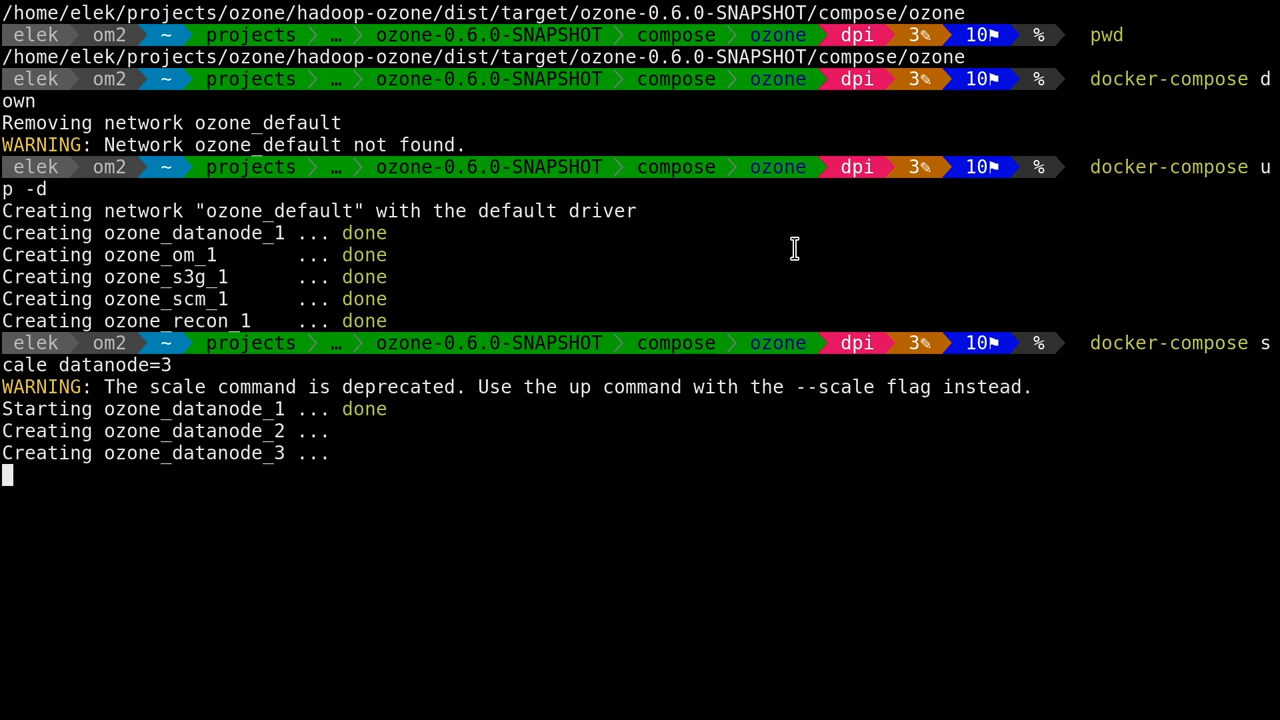 /home/elek/projects/ozone/hadoop-ozone/dist/target/ozone-0.6.0-SNAPSHOT/compose/ozone
elek om2 ~ projects … ozone-0.6.0-SNAPSHOT compose ozone dpi 3✎ 10⚑ % pwd
/home/elek/projects/ozone/hadoop-ozone/dist/target/ozone-0.6.0-SNAPSHOT/compose/ozone
elek om2 ~ projects … ozone-0.6.0-SNAPSHOT compose ozone dpi 3✎ 10⚑ % docker-compose d
own
Removing network ozone_default
WARNING: Network ozone_default not found.
elek om2 ~ projects … ozone-0.6.0-SNAPSHOT compose ozone dpi 3✎ 10⚑ % docker-compose u
p -d
Creating network "ozone_default" with the default driver
Creating ozone_datanode_1 ... done
Creating ozone_om_1       ... done
Creating ozone_s3g_1      ... done
Creating ozone_scm_1      ... done
Creating ozone_recon_1    ... done
elek om2 ~ projects … ozone-0.6.0-SNAPSHOT compose ozone dpi 3✎ 10⚑ % docker-compose s
cale datanode=3
WARNING: The scale command is deprecated. Use the up command with the --scale flag instead.
Starting ozone_datanode_1 ... done
Creating ozone_datanode_2 ...
Creating ozone_datanode_3 ...